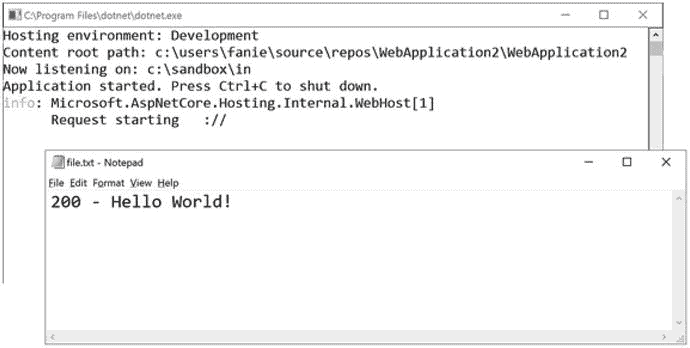 C:\Program Files\dotnet\dotnet.exe
Hosting environment: Development
Content root path: c:\users\fanie\source\repos\WebApplication2\WebApplication2
Now listening on: c:\sandbox\in
Application started. Press Ctrl+C to shut down.
info: Microsoft.AspNetCore.Hosting.Internal.WebHost[1]
Request starting ://
file.txt - Notepad
File Edit Format View Help
200 - Hello World!